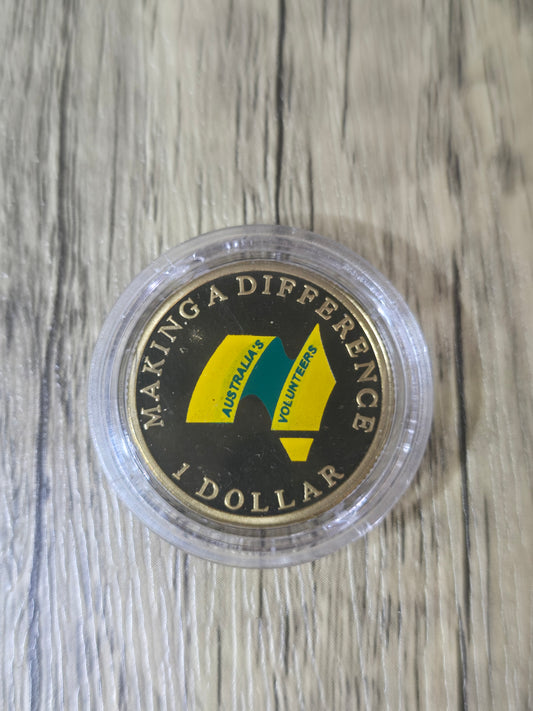 MAKING A DIFFERENCE
AUSTRALIA'S
VOLUNTEERS
1 DOLLAR